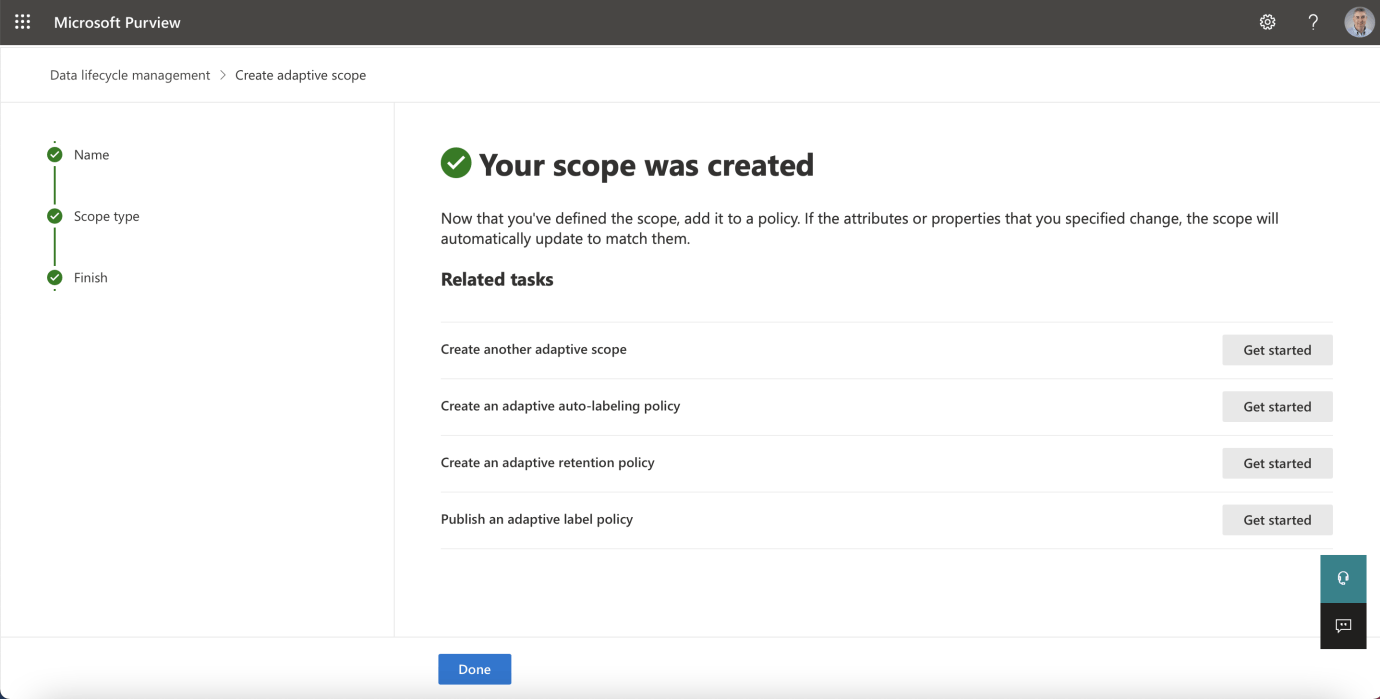 Microsoft Purview
?
Data lifecycle management > Create adaptive scope
Name
Scope type
Finish
Your scope was created
Now that you've defined the scope, add it to a policy. If the attributes or properties that you specified change, the scope will
automatically update to match them.
Related tasks
Create another adaptive scope
Get started
Create an adaptive auto-labeling policy
Get started
Create an adaptive retention policy
Get started
Publish an adaptive label policy
Get started
Done